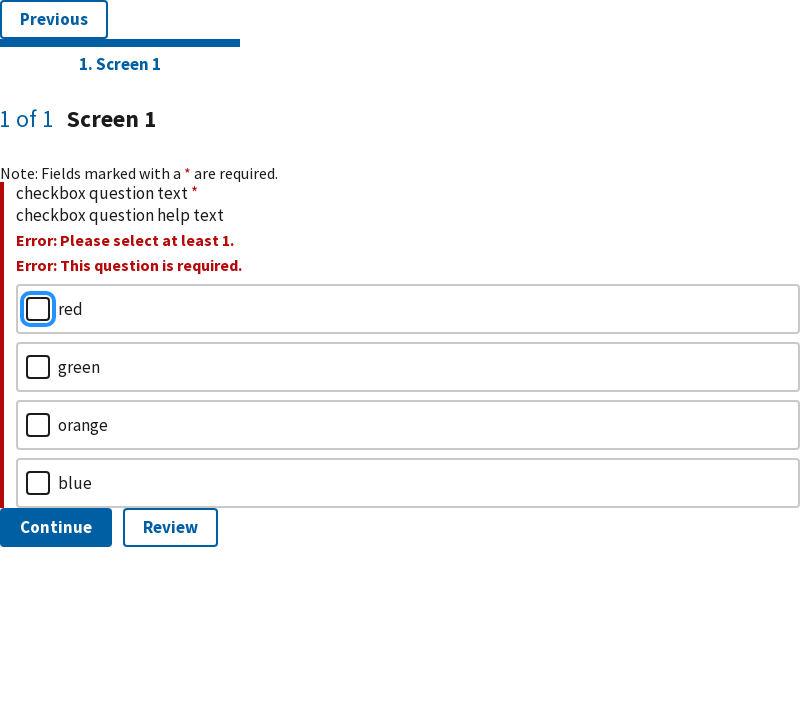 Previous
1. Screen 1
1 of 1 Screen 1
Note: Fields marked with a * are required.
checkbox question text *
checkbox question help text
Error: Please select at least 1.
Error: This question is required.
red
green
orange
blue
Continue Review